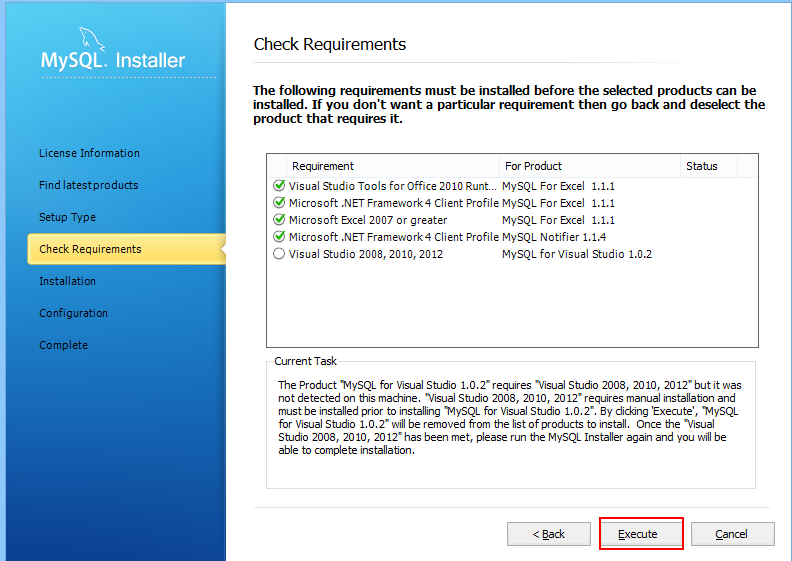 MySQL. Installer
Check Requirements
The following requirements must be installed before the selected products can be
installed. If you don't want a particular requirement then go back and deselect the
product that requires it.
License Information
Find latest products
Setup Type
Check Requirements
Installation
Configuration
Complete
Requirement For Product Status
Visual Studio Tools for Office 2010 Runt... MySQL For Excel 1.1.1
Microsoft .NET Framework 4 Client Profile MySQL For Excel 1.1.1
Microsoft Excel 2007 or greater MySQL For Excel 1.1.1
Microsoft .NET Framework 4 Client Profile MySQL Notifier 1.1.4
Visual Studio 2008, 2010, 2012 MySQL for Visual Studio 1.0.2
Current Task
The Product "MySQL for Visual Studio 1.0.2" requires "Visual Studio 2008, 2010, 2012" but it was
not detected on this machine. "Visual Studio 2008, 2010, 2012" requires manual installation and
must be installed prior to installing "MySQL for Visual Studio 1.0.2". By clicking 'Execute', "MySQL
for Visual Studio 1.0.2" will be removed from the list of products to install. Once the "Visual
Studio 2008, 2010, 2012" has been met, please run the MySQL Installer again and you will be
able to complete installation.
< Back Execute Cancel